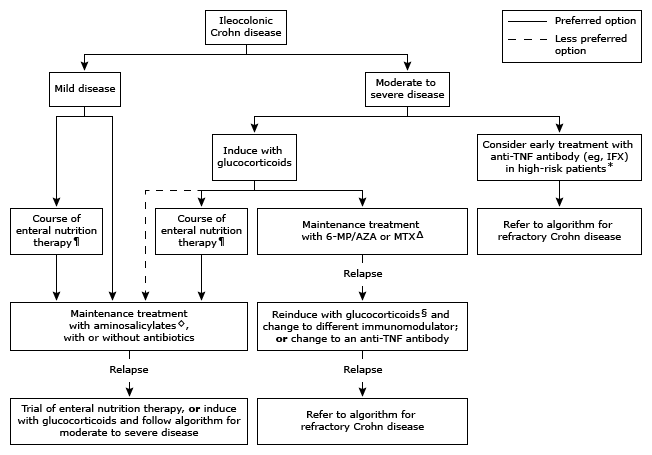 Ileocolonic
Crohn disease
Preferred option
Less preferred
option
Mild disease
Moderate to
severe disease
Induce with
glucocorticoids
Consider early treatment with
anti-TNF antibody (eg, IFX)
in high-risk patients*
Course of
enteral nutrition
therapy¶
Course of
enteral nutrition
therapy¶
Maintenance treatment
with 6-MP/AZA or MTXΔ
Refer to algorithm for
refractory Crohn disease
Relapse
Maintenance treatment
with aminosalicylates◇,
with or without antibiotics
Reinduce with glucocorticoids§ and
change to different immunomodulator;
or change to an anti-TNF antibody
Relapse
Relapse
Trial of enteral nutrition therapy, or induce
with glucocorticoids and follow algorithm for
moderate to severe disease
Refer to algorithm for
refractory Crohn disease